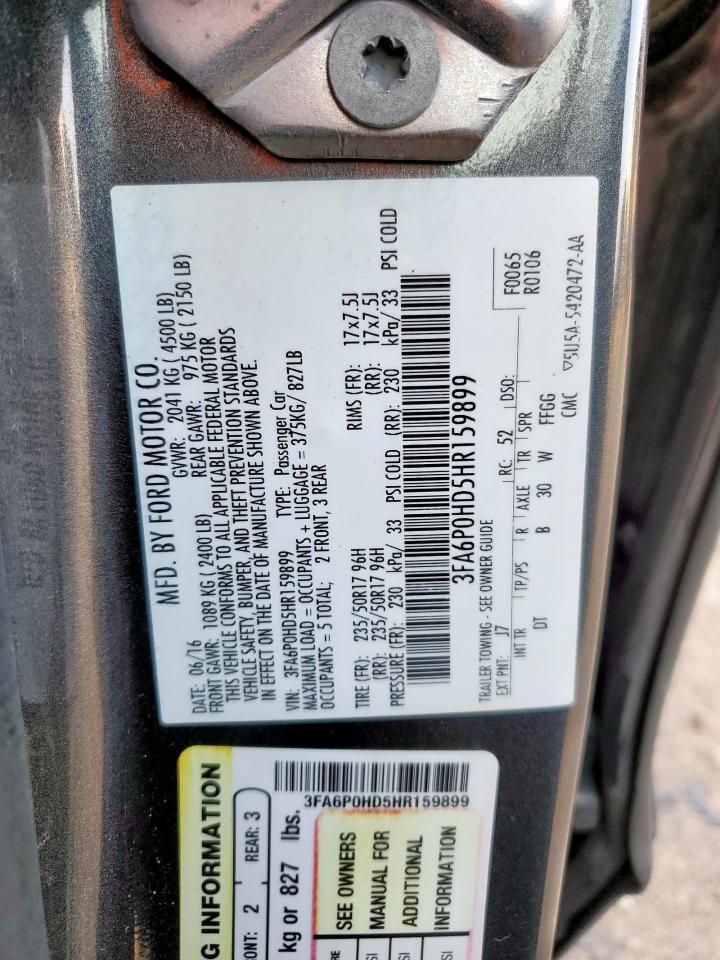 MFD. BY FORD MOTOR CO.
DATE: 06/16 GVWR: 2041 KG ( 4500 LB)
FRONT GAWR: 1089 KG ( 2400 LB) REAR GAWR: 975 KG ( 2150 LB)
THIS VEHICLE CONFORMS TO ALL APPLICABLE FEDERAL MOTOR
VEHICLE SAFETY, BUMPER, AND THEFT PREVENTION STANDARDS
IN EFFECT ON THE DATE OF MANUFACTURE SHOWN ABOVE.
VIN: 3FA6P0HD5HR159899 TYPE: Passenger Car
MAXIMUM LOAD = OCCUPANTS + LUGGAGE = 375KG/ 827LB
OCCUPANTS = 5 TOTAL; 2 FRONT, 3 REAR
TIRE (FR): 235/50R17 96H RIMS (FR): 17x7.5J
(RR): 235/50R17 96H (RR): 17x7.5J
PRESSURE (FR): 230 kPa/ 33 PSI COLD (RR): 230 kPa/ 33 PSI COLD
3FA6P0HD5HR159899
TRAILER TOWING - SEE OWNER GUIDE
F0065
R0106
EXT PNT: J7 RC: 52 DSO:
INT TR TP/PS R AXLE TR SPR
DT B 30 W FFGG
CMC
▽5U5A-5420472-AA
G INFORMATION
ONT: 2 REAR: 3
kg or 827 lbs.
3FA6P0HD5HR159899
SEE OWNERS
MANUAL FOR
ADDITIONAL
INFORMATION